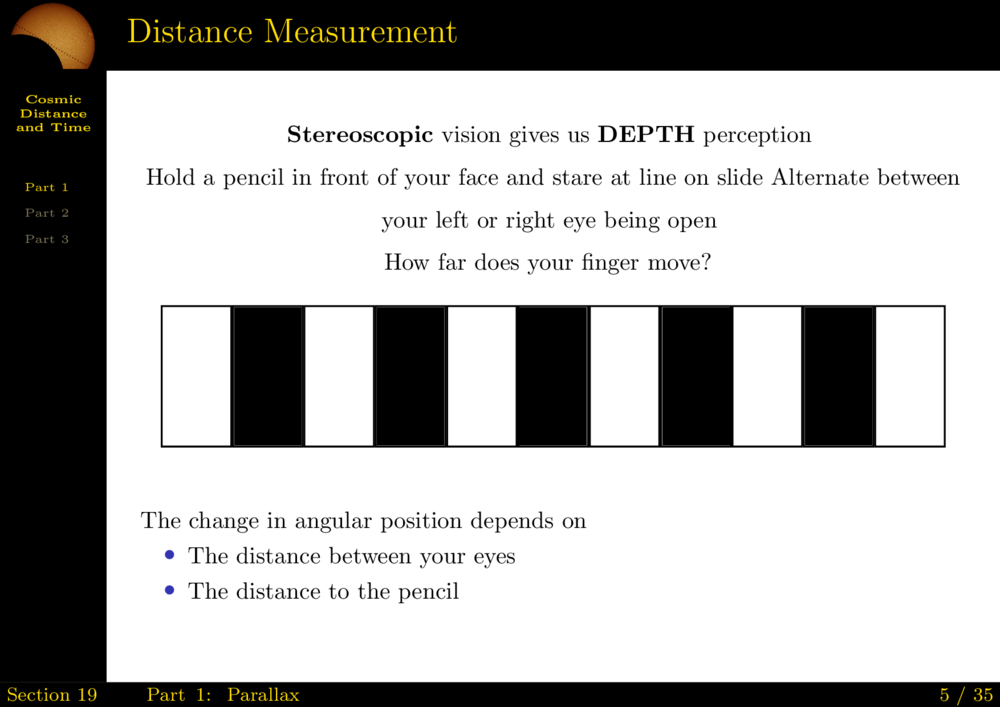 Distance Measurement
Cosmic
Distance
and Time
Part 1
Part 2
Part 3
Stereoscopic vision gives us DEPTH perception
Hold a pencil in front of your face and stare at line on slide Alternate between
your left or right eye being open
How far does your finger move?
The change in angular position depends on
• The distance between your eyes
• The distance to the pencil
Section 19
Part 1: Parallax
5 / 35